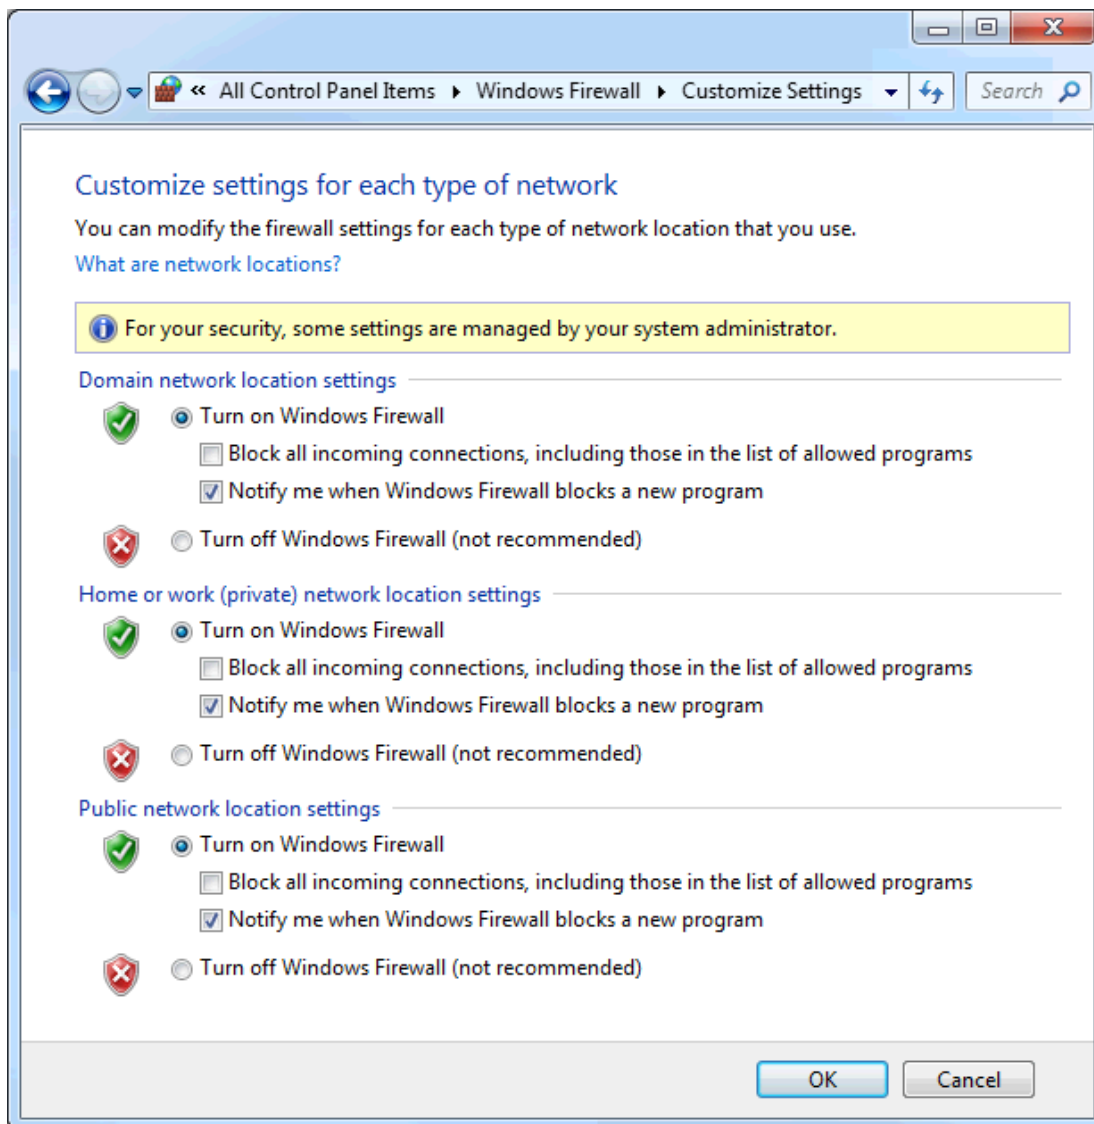 « All Control Panel Items ▸ Windows Firewall ▸ Customize Settings
Search
Customize settings for each type of network
You can modify the firewall settings for each type of network location that you use.
What are network locations?
For your security, some settings are managed by your system administrator.
Domain network location settings
Turn on Windows Firewall
Block all incoming connections, including those in the list of allowed programs
Notify me when Windows Firewall blocks a new program
Turn off Windows Firewall (not recommended)
Home or work (private) network location settings
Turn on Windows Firewall
Block all incoming connections, including those in the list of allowed programs
Notify me when Windows Firewall blocks a new program
Turn off Windows Firewall (not recommended)
Public network location settings
Turn on Windows Firewall
Block all incoming connections, including those in the list of allowed programs
Notify me when Windows Firewall blocks a new program
Turn off Windows Firewall (not recommended)
OK Cancel